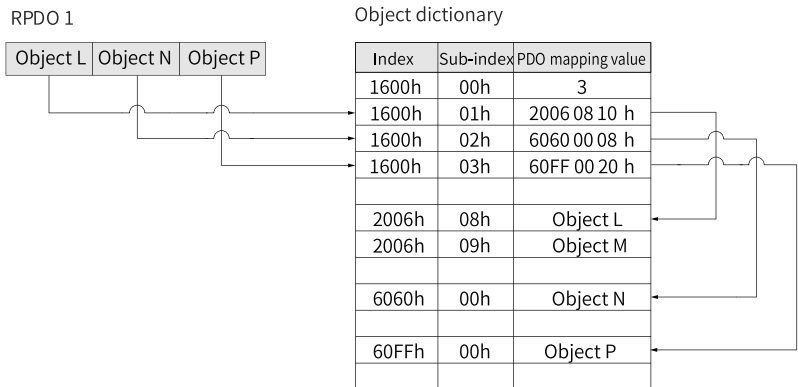 RPDO 1
Object dictionary
Object L Object N Object P
Index Sub-index PDO mapping value
1600h 00h 3
1600h 01h 2006 08 10 h
1600h 02h 6060 00 08 h
1600h 03h 60FF 00 20 h
2006h 08h Object L
2006h 09h Object M
6060h 00h Object N
60FFh 00h Object P